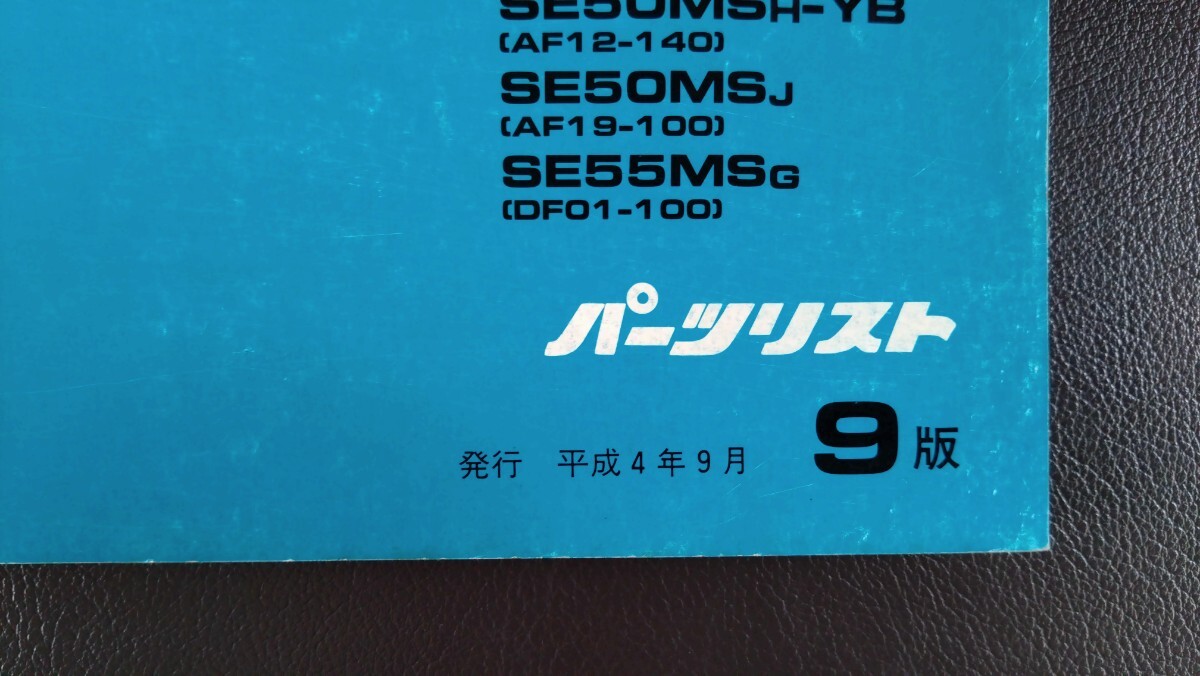 SE50MSH-YB
(AF12-140)
SE50MSJ
(AF19-100)
SE55MSG
(DF01-100)
パーツリスト
発行 平成4年9月 9版